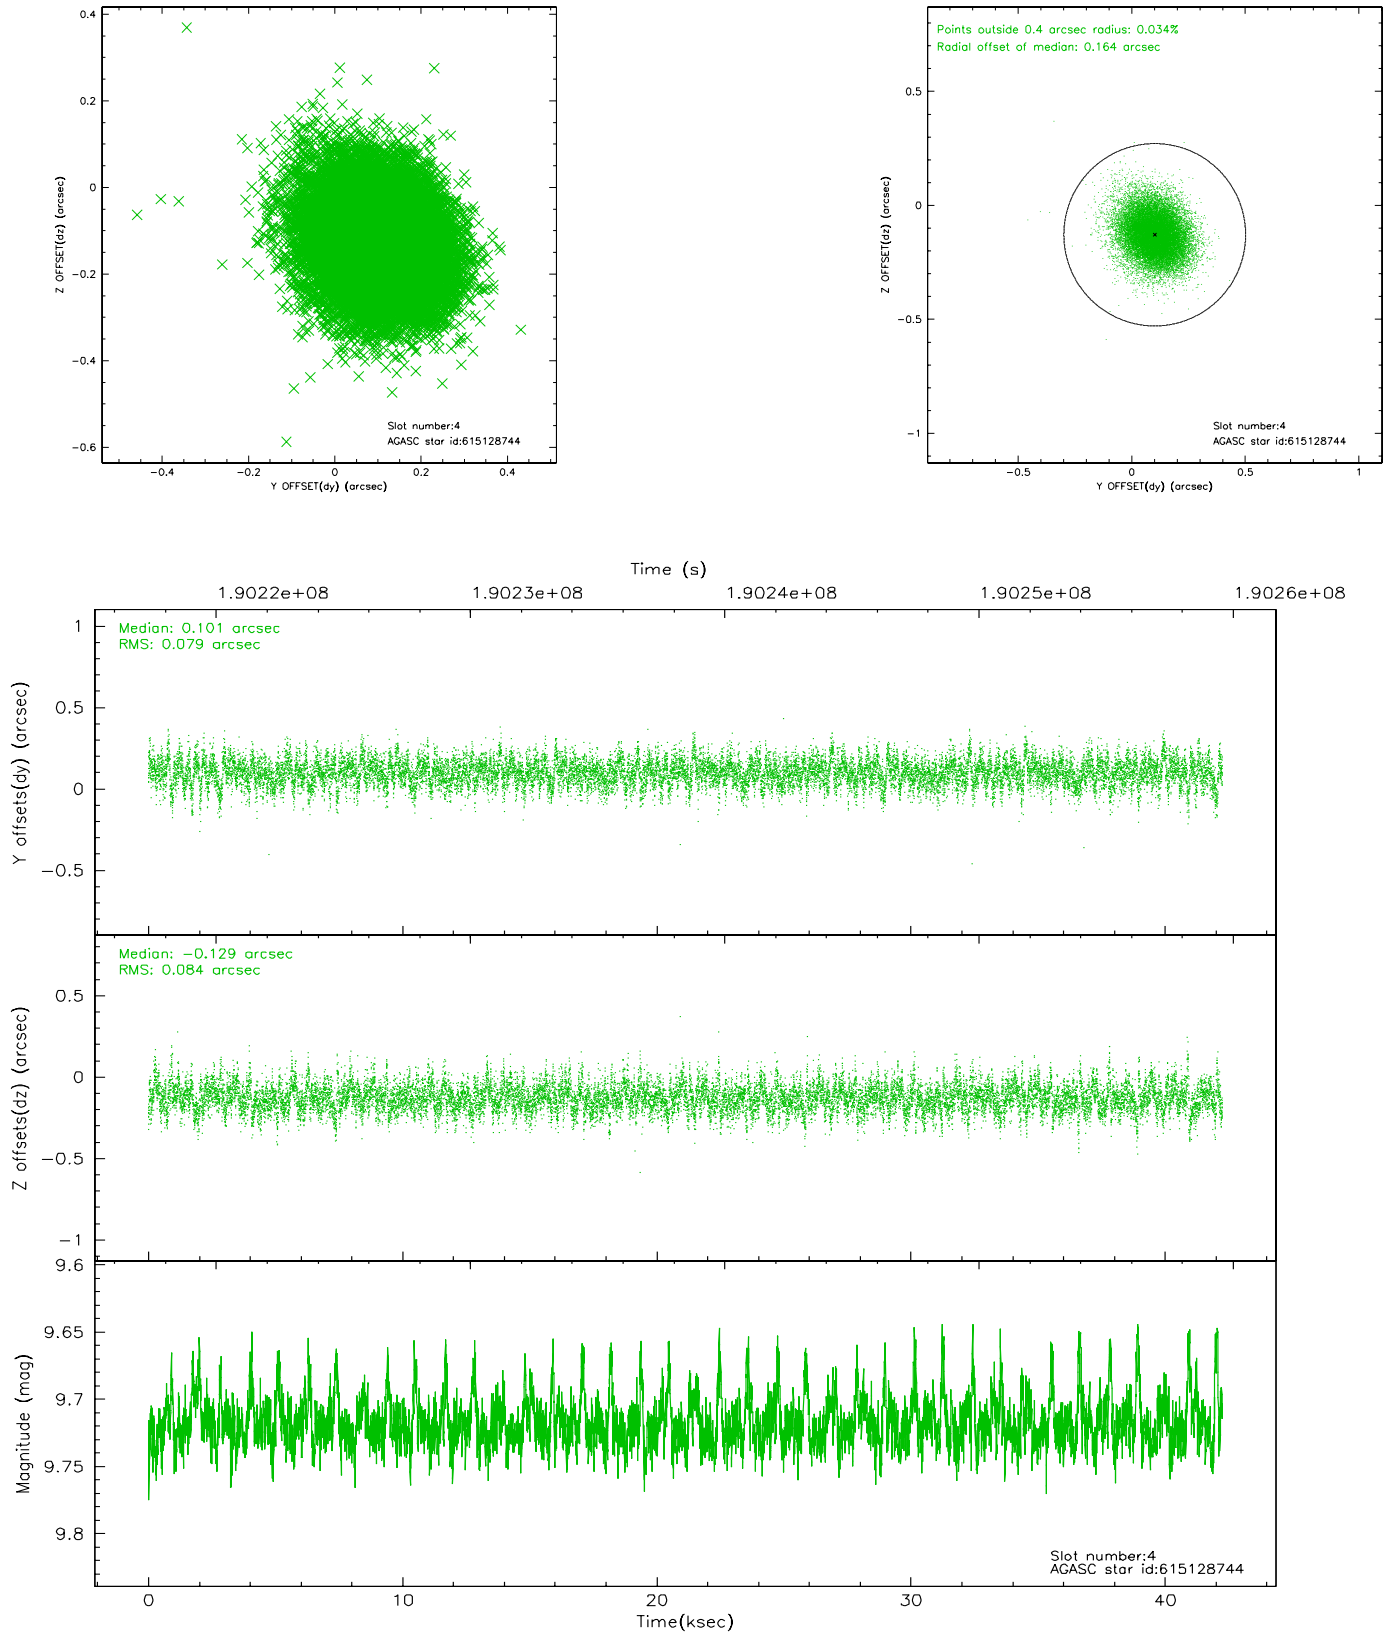 0.4
0.2
0
−0.2
−0.4
−0.6
Z OFFSET(dz) (arcsec)
−0.4
−0.2
0
0.2
0.4
Y OFFSET(dy) (arcsec)
Slot number:4
AGASC star id:615128744
Points outside 0.4 arcsec radius: 0.034%
Radial offset of median: 0.164 arcsec
0.5
0
−0.5
−1
Z OFFSET(dz) (arcsec)
−0.5
0
0.5
1
Y OFFSET(dy) (arcsec)
Slot number:4
AGASC star id:615128744
Time (s)
1.9022e+08
1.9023e+08
1.9024e+08
1.9025e+08
1.9026e+08
Median: 0.101 arcsec
RMS: 0.079 arcsec
1
0.5
0
−0.5
Y offsets(dy) (arcsec)
Median: −0.129 arcsec
RMS: 0.084 arcsec
0.5
0
−0.5
−1
Z offsets(dz) (arcsec)
9.6
9.65
9.7
9.75
9.8
Magnitude (mag)
Slot number:4
AGASC star id:615128744
0
10
20
30
40
Time(ksec)